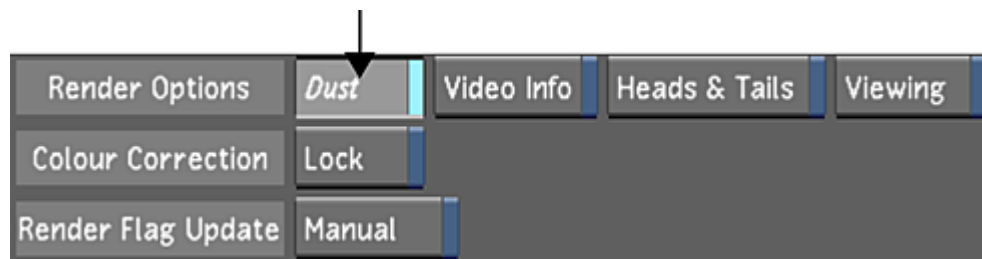 Render Options Dust Video Info Heads & Tails Viewing
Colour Correction Lock
Render Flag Update Manual